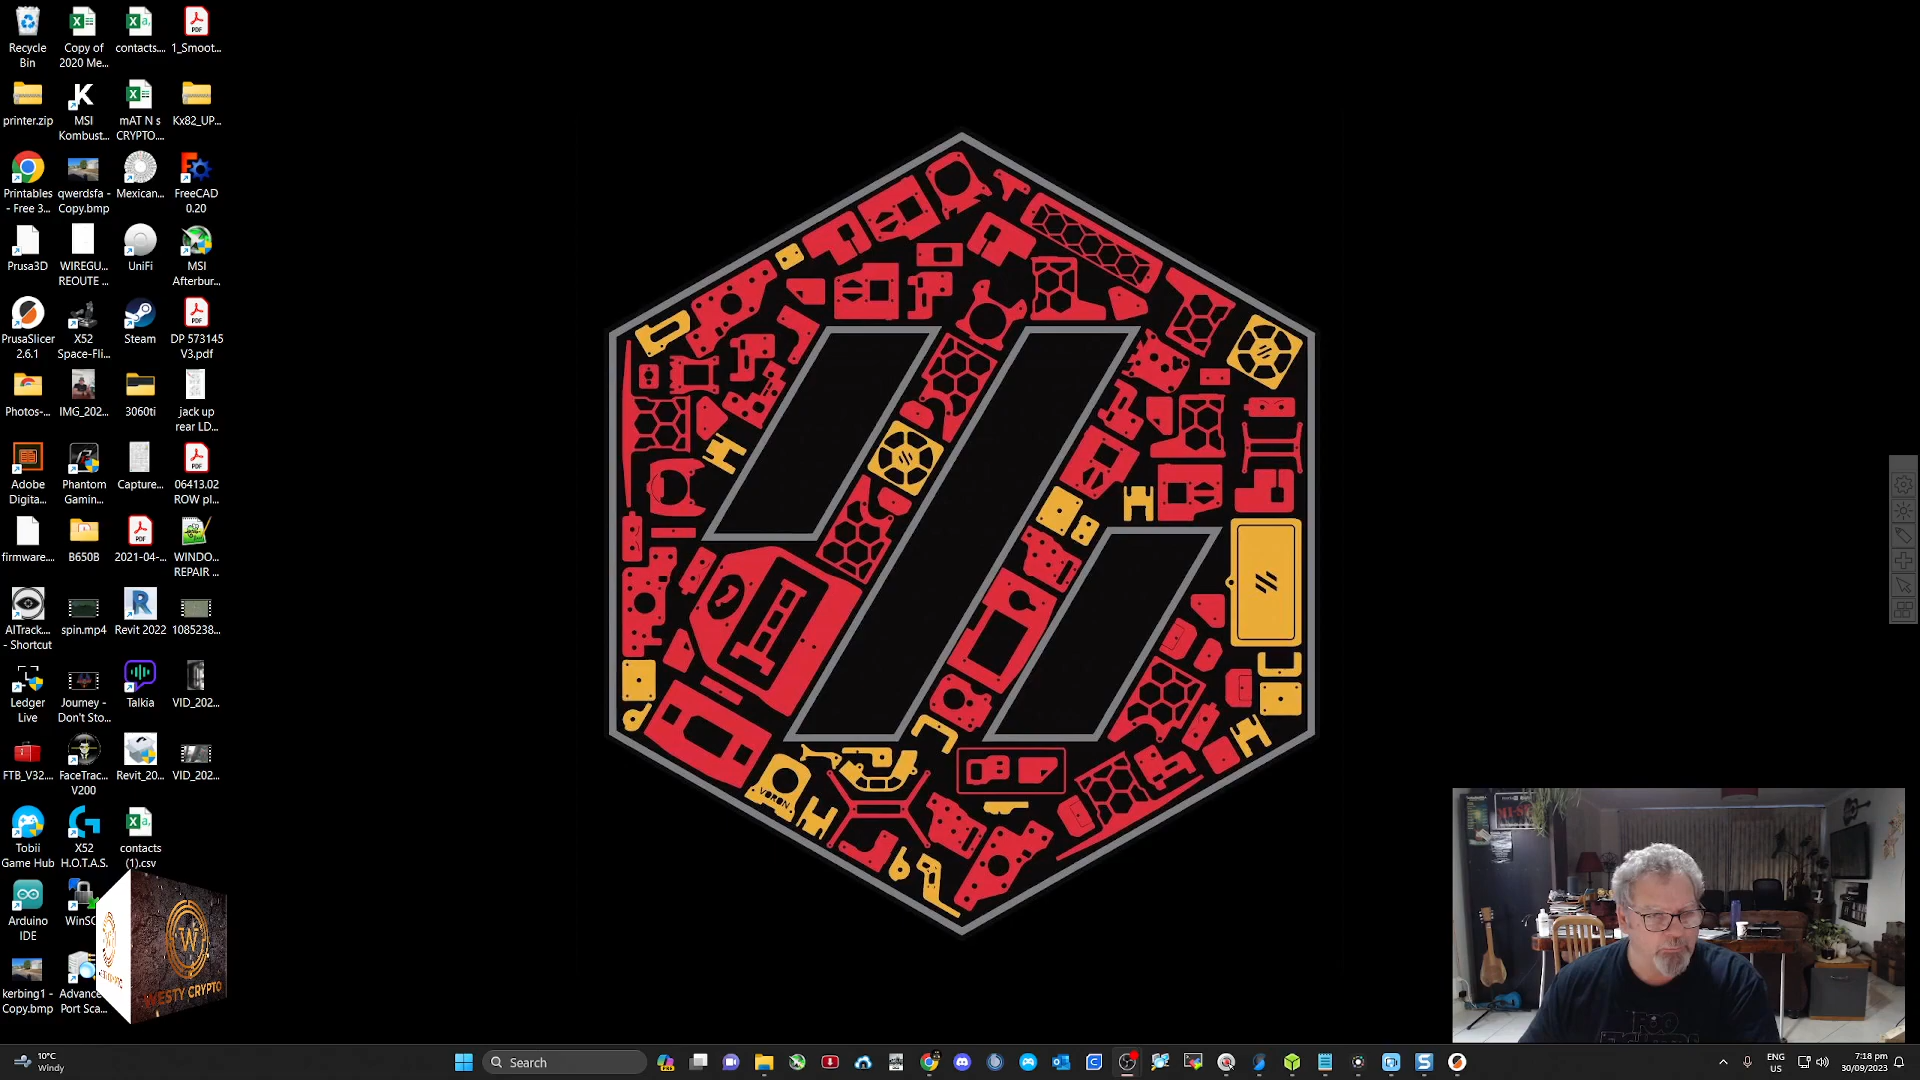 Recycle
Bin
Copy of
2020 Me...
contacts....
1_Smoot...
printer.zip
MSI
Kombust...
mAT N s
CRYPTO....
Kx82_UP...
Printables
- Free 3...
qwerdsfa -
Copy.bmp
Mexican...
FreeCAD
0.20
Prusa3D
WIREGU...
REOUTE ...
UniFi
MSI
Afterbur...
PrusaSlicer
2.6.1
X52
Space-Fli...
Steam
DP 573145
V3.pdf
Photos-...
IMG_202...
3060ti
jack up
rear LD...
Adobe
Digita...
Phantom
Gamin...
Capture...
06413.02
ROW pl...
firmware...
B650B
2021-04-...
WINDO...
REPAIR ...
AITrack....
- Shortcut
spin.mp4
Revit 2022
1085238...
Ledger
Live
Journey -
Don't Sto...
Talkia
VID_202...
FTB_V32...
FaceTrac...
V200
Revit_20...
VID_202...
Tobii
Game Hub
X52
H.O.T.A.S.
contacts
(1).csv
Arduino
IDE
WinSC
kerbing1 -
Copy.bmp
Advance
Port Sca...
WESTY CRYPTO
VORON
10°C
Windy
Search
ENG
US
7:18 pm
30/09/2023